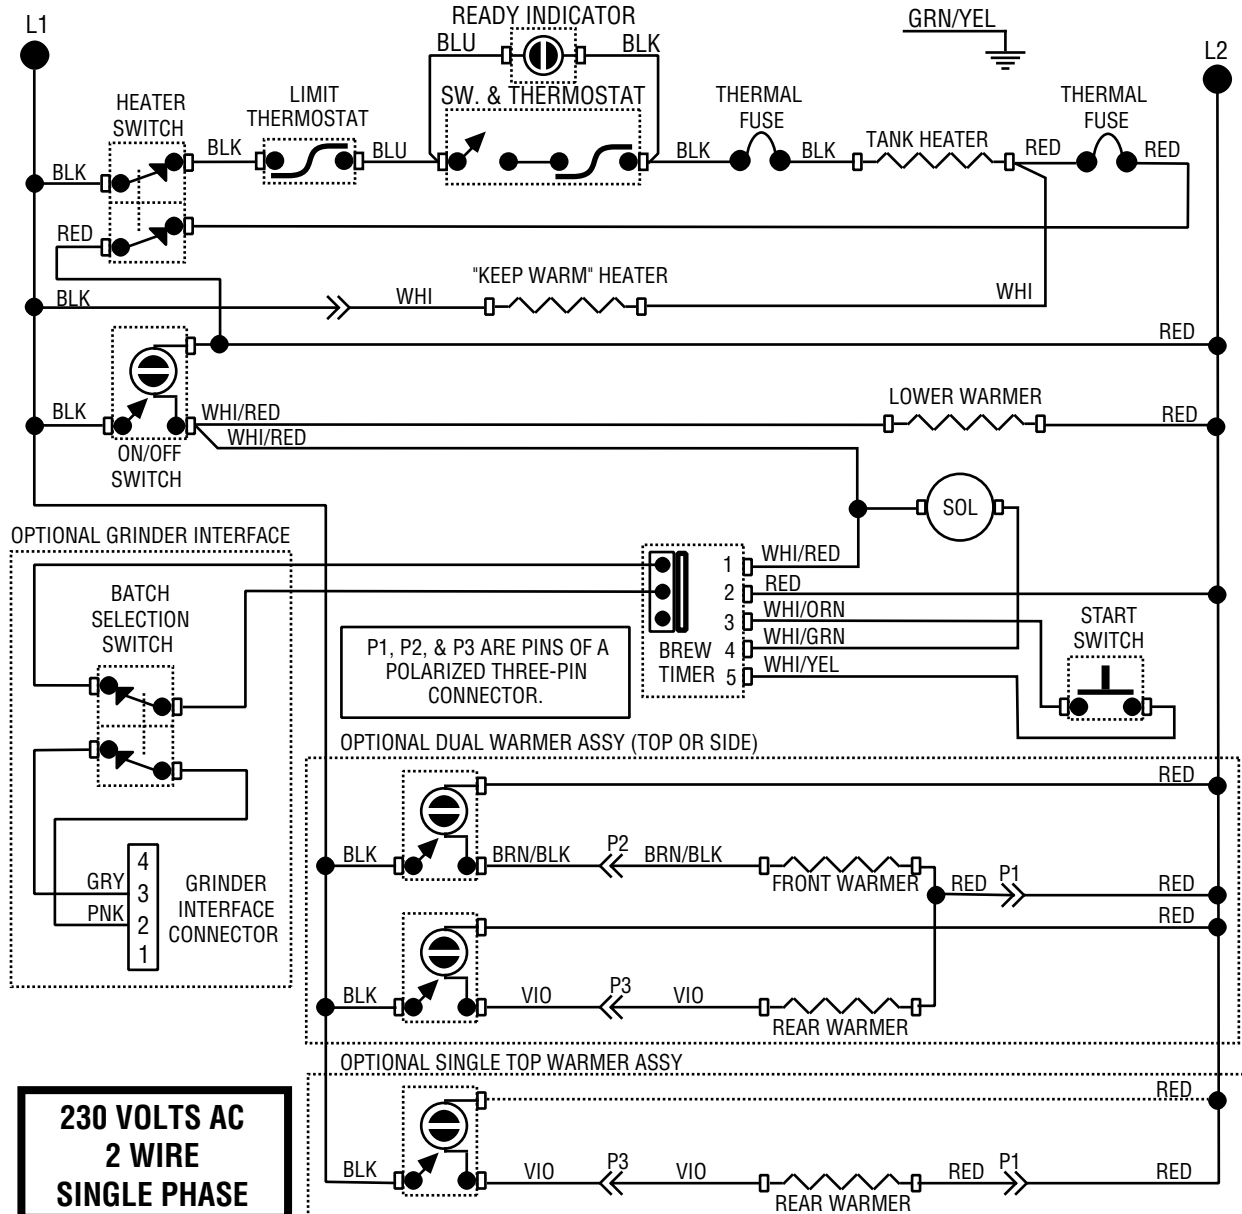 READY INDICATOR
GRN/YEL
L1
BLU
BLK
L2
HEATER
SWITCH
LIMIT
THERMOSTAT
SW. & THERMOSTAT
THERMAL
FUSE
THERMAL
FUSE
TANK HEATER
BLK
BLU
BLK
BLK
RED
RED
BLK
RED
"KEEP WARM" HEATER
BLK
WHI
WHI
RED
BLK
WHI/RED
LOWER WARMER
RED
WHI/RED
ON/OFF
SWITCH
SOL
OPTIONAL GRINDER INTERFACE
BATCH
SELECTION
SWITCH
1
WHI/RED
2
RED
3
WHI/ORN
4
WHI/GRN
5
WHI/YEL
BREW
TIMER
START
SWITCH
P1, P2, & P3 ARE PINS OF A
POLARIZED THREE-PIN
CONNECTOR.
OPTIONAL DUAL WARMER ASSY (TOP OR SIDE)
RED
BLK
BRN/BLK
P2
BRN/BLK
FRONT WARMER
RED
P1
RED
RED
4
3
2
1
GRY
PNK
GRINDER
INTERFACE
CONNECTOR
BLK
VIO
P3
VIO
REAR WARMER
OPTIONAL SINGLE TOP WARMER ASSY
RED
BLK
VIO
P3
VIO
REAR WARMER
RED
P1
RED
230 VOLTS AC
2 WIRE
SINGLE PHASE